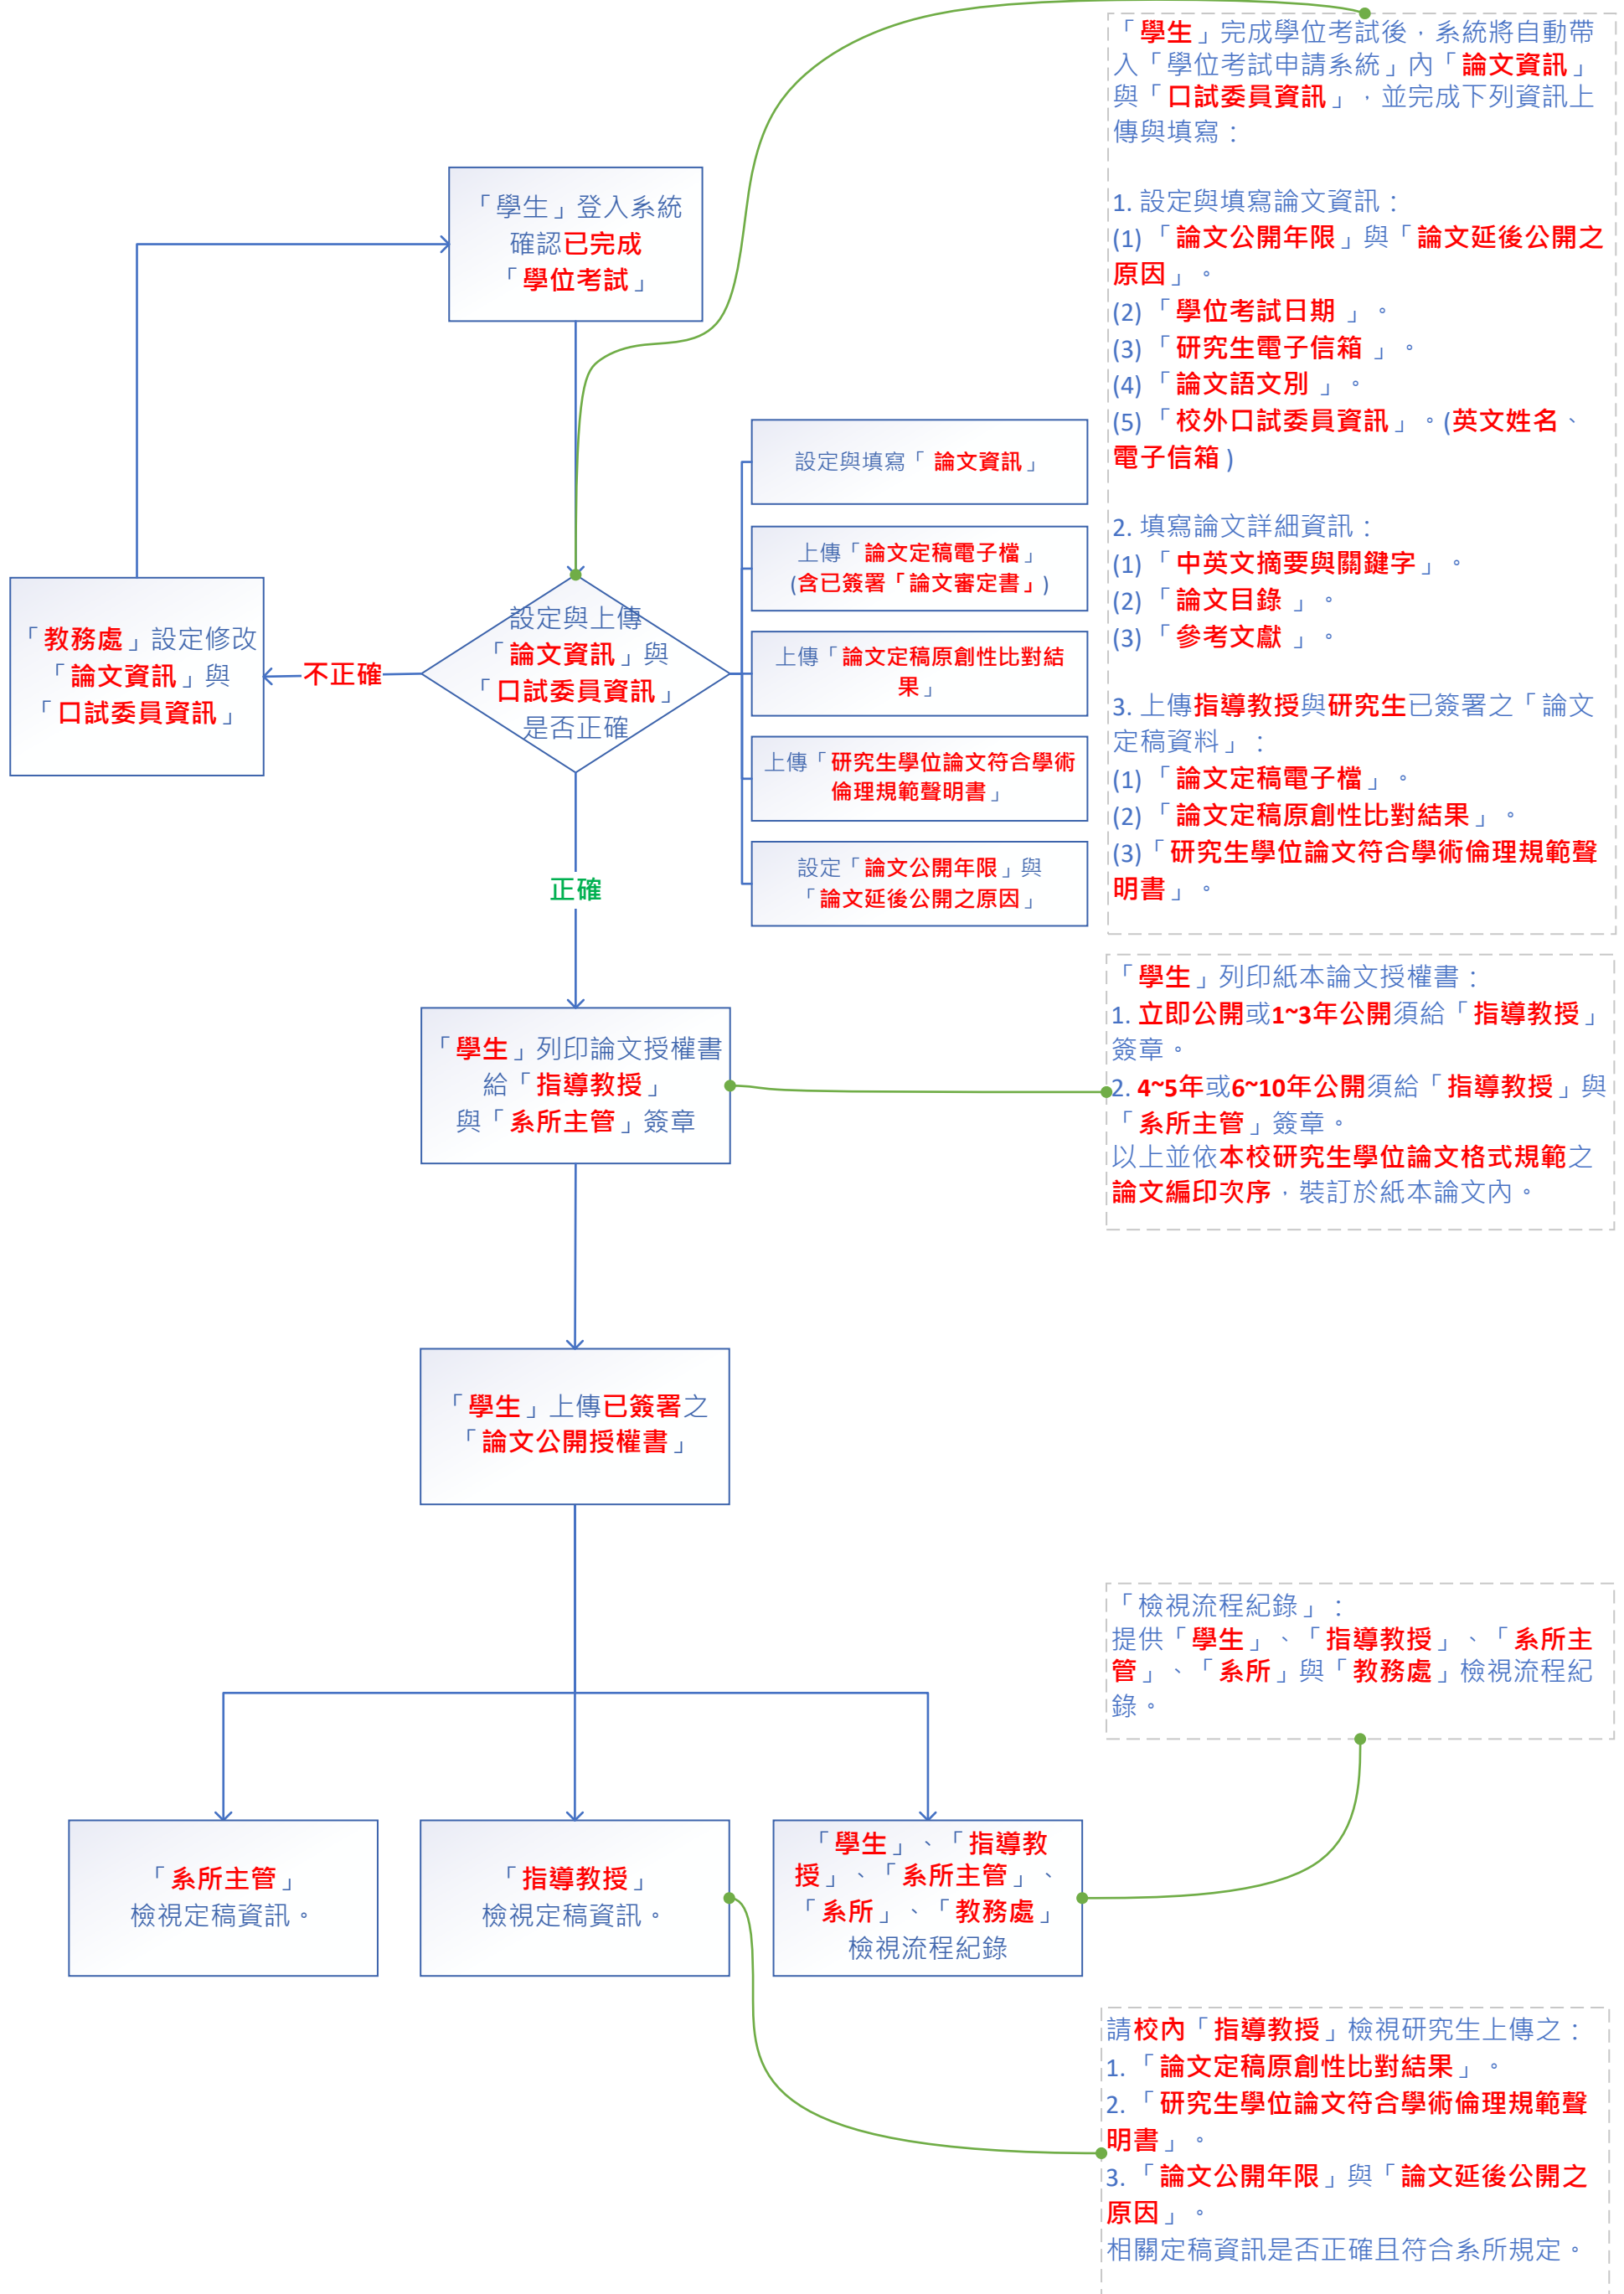 「學生」完成學位考試後，系統將自動帶
入「學位考試申請系統」內「論文資訊」
與「口試委員資訊」，並完成下列資訊上
傳與填寫：
1. 設定與填寫論文資訊：
(1) 「論文公開年限」與「論文延後公開之
原因」。
(2) 「學位考試日期 」。
(3) 「研究生電子信箱 」。
(4) 「論文語文別 」。
(5) 「校外口試委員資訊」。(英文姓名、
電子信箱)
2. 填寫論文詳細資訊：
(1) 「中英文摘要與關鍵字」。
(2) 「論文目錄 」。
(3) 「參考文獻 」。
3. 上傳指導教授與研究生已簽署之「論文
定稿資料」：
(1) 「論文定稿電子檔」。
(2) 「論文定稿原創性比對結果」。
(3)「研究生學位論文符合學術倫理規範聲
明書」。
「學生」登入系統
確認已完成
「學位考試」
設定與填寫「 論文資訊」
上傳「論文定稿電子檔」
(含已簽署「論文審定書」)
上傳「論文定稿原創性比對結
果」
上傳「研究生學位論文符合學術
倫理規範聲明書」
設定「論文公開年限」與
「論文延後公開之原因」
設定與上傳
「論文資訊」與
「口試委員資訊」
是否正確
不正確
「教務處」設定修改
「論文資訊」與
「口試委員資訊」
正確
「學生」列印論文授權書
給「指導教授」
與「系所主管」簽章
「學生」列印紙本論文授權書：
1. 立即公開或1~3年公開須給「指導教授」
簽章。
2. 4~5年或6~10年公開須給「指導教授」與
「系所主管」簽章。
以上並依本校研究生學位論文格式規範之
論文編印次序，裝訂於紙本論文內。
「學生」上傳已簽署之
「論文公開授權書」
「檢視流程紀錄」：
提供「學生」、「指導教授」、「系所主
管」、「系所」與「教務處」檢視流程紀
錄。
「系所主管」
檢視定稿資訊。
「指導教授」
檢視定稿資訊。
「學生」、「指導教
授」、「系所主管」、
「系所」、「教務處」
檢視流程紀錄
請校內「指導教授」檢視研究生上傳之：
1. 「論文定稿原創性比對結果」。
2. 「研究生學位論文符合學術倫理規範聲
明書」。
3. 「論文公開年限」與「論文延後公開之
原因」。
相關定稿資訊是否正確且符合系所規定。